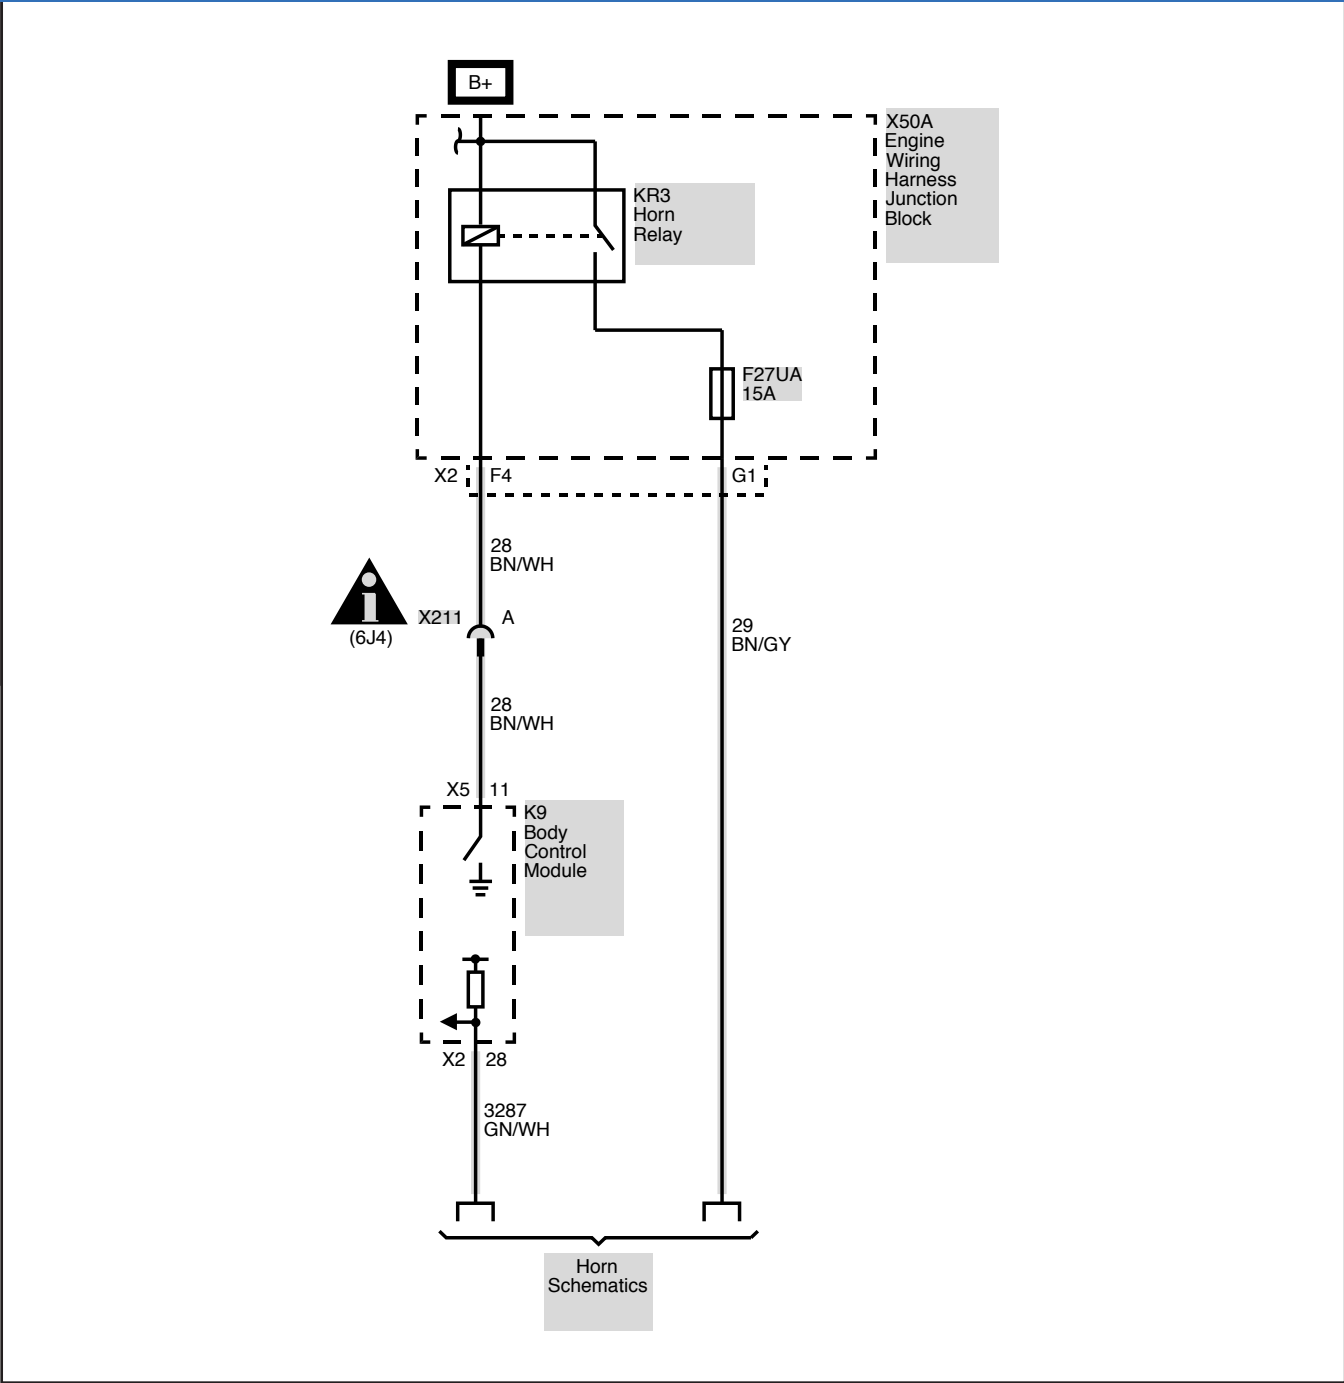 B+
X50A
Engine
Wiring
Harness
Junction
Block
KR3
Horn
Relay
F27UA
15A
X2 F4 G1
28
BN/WH
X211 A
(6J4)
29
BN/GY
28
BN/WH
X5 11
K9
Body
Control
Module
X2 28
3287
GN/WH
Horn
Schematics